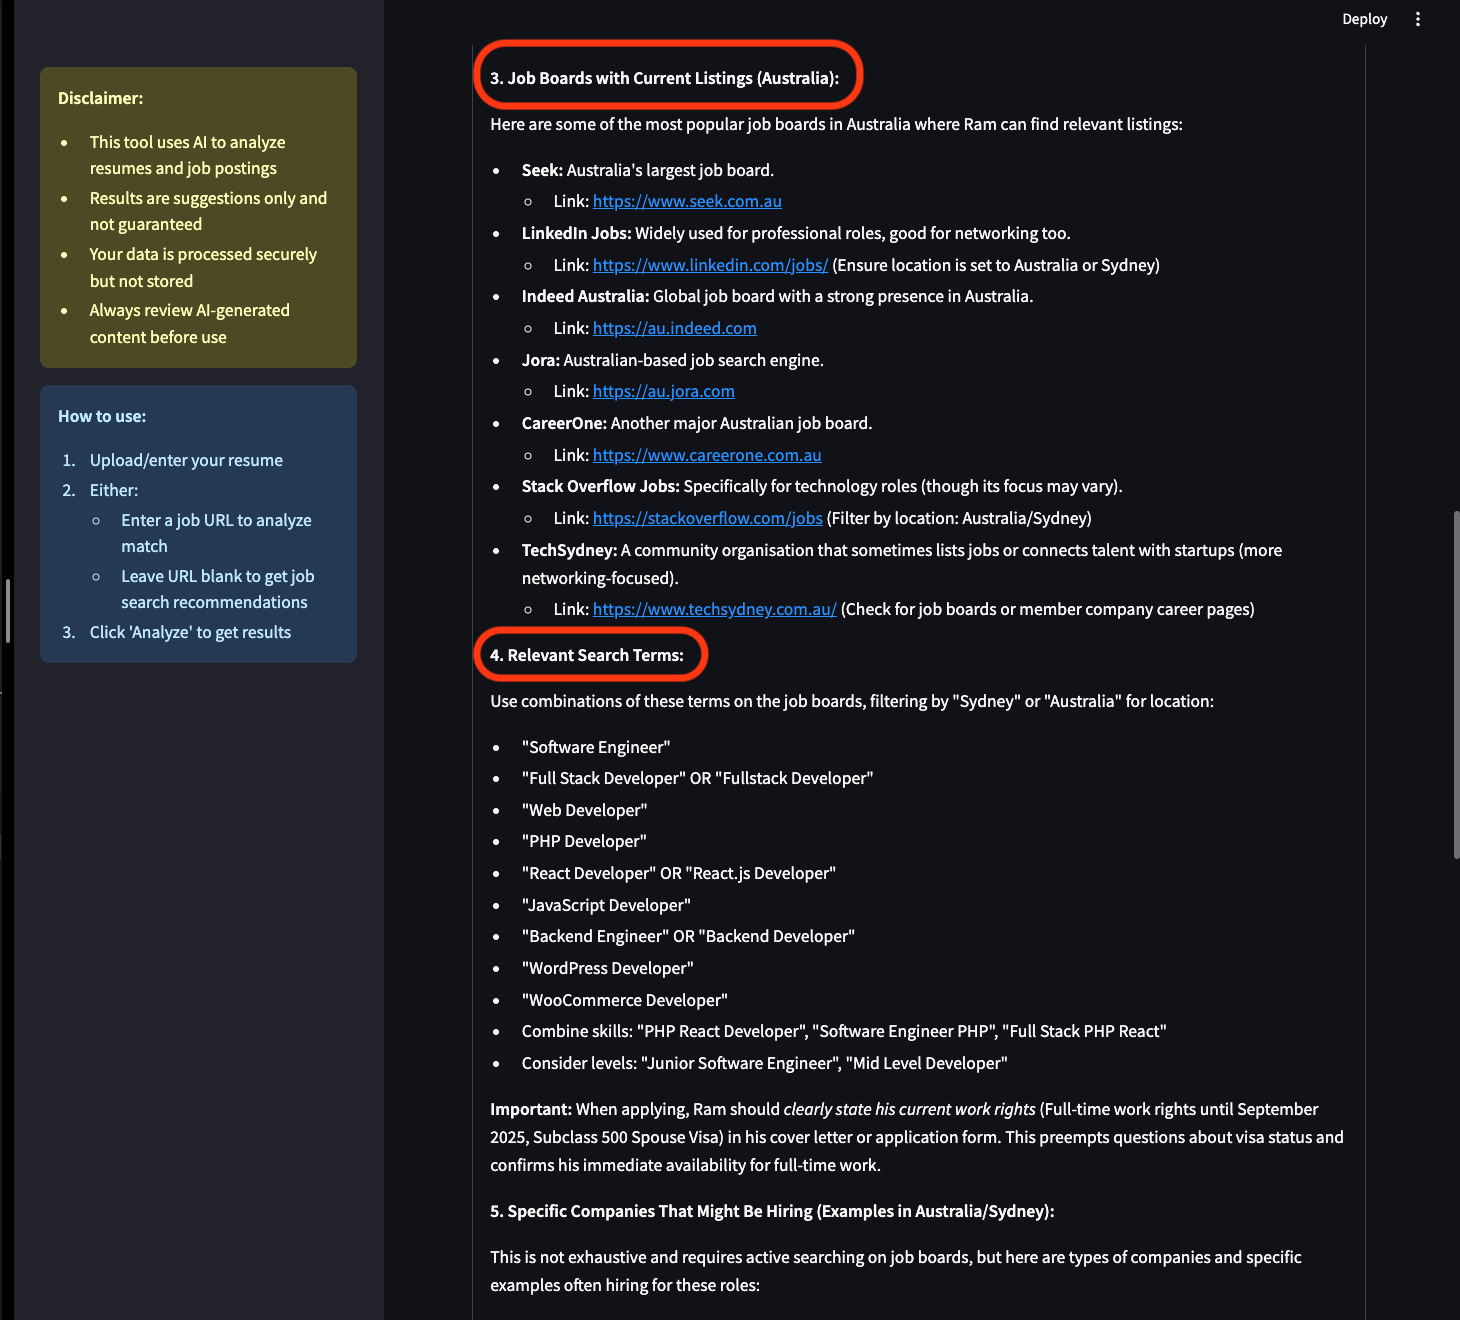 Deploy
Disclaimer:
This tool uses AI to analyze
resumes and job postings
Results are suggestions only and
not guaranteed
Your data is processed securely
but not stored
Always review AI-generated
content before use
How to use:
1. Upload/enter your resume
2. Either:
Enter a job URL to analyze
match
Leave URL blank to get job
search recommendations
3. Click 'Analyze' to get results
3. Job Boards with Current Listings (Australia):
Here are some of the most popular job boards in Australia where Ram can find relevant listings:
Seek: Australia's largest job board.
Link: https://www.seek.com.au
LinkedIn Jobs: Widely used for professional roles, good for networking too.
Link: https://www.linkedin.com/jobs/ (Ensure location is set to Australia or Sydney)
Indeed Australia: Global job board with a strong presence in Australia.
Link: https://au.indeed.com
Jora: Australian-based job search engine.
Link: https://au.jora.com
CareerOne: Another major Australian job board.
Link: https://www.careerone.com.au
Stack Overflow Jobs: Specifically for technology roles (though its focus may vary).
Link: https://stackoverflow.com/jobs (Filter by location: Australia/Sydney)
TechSydney: A community organisation that sometimes lists jobs or connects talent with startups (more
networking-focused).
Link: https://www.techsydney.com.au/ (Check for job boards or member company career pages)
4. Relevant Search Terms:
Use combinations of these terms on the job boards, filtering by "Sydney" or "Australia" for location:
"Software Engineer"
"Full Stack Developer" OR "Fullstack Developer"
"Web Developer"
"PHP Developer"
"React Developer" OR "React.js Developer"
"JavaScript Developer"
"Backend Engineer" OR "Backend Developer"
"WordPress Developer"
"WooCommerce Developer"
Combine skills: "PHP React Developer", "Software Engineer PHP", "Full Stack PHP React"
Consider levels: "Junior Software Engineer", "Mid Level Developer"
Important: When applying, Ram should clearly state his current work rights (Full-time work rights until September
2025, Subclass 500 Spouse Visa) in his cover letter or application form. This preempts questions about visa status and
confirms his immediate availability for full-time work.
5. Specific Companies That Might Be Hiring (Examples in Australia/Sydney):
This is not exhaustive and requires active searching on job boards, but here are types of companies and specific
examples often hiring for these roles: